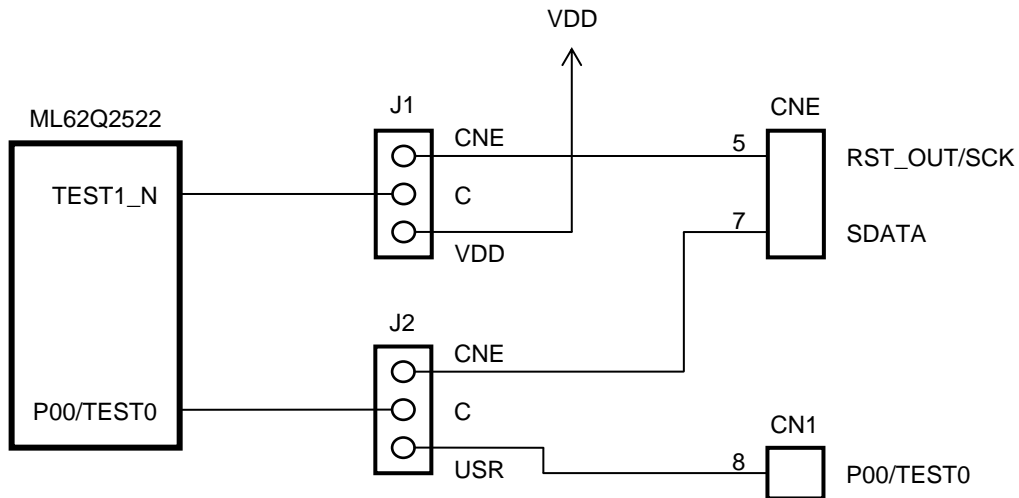 VDD
ML62Q2522
J1
CNE
CNE
5
RST_OUT/SCK
TEST1_N
C
7
SDATA
VDD
J2
CNE
P00/TEST0
C
CN1
USR
8
P00/TEST0